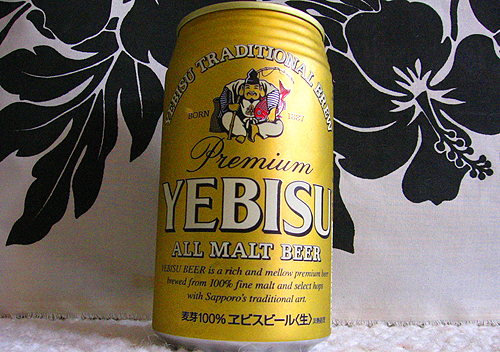 YEBISU TRADITIONAL BREW
BORN 1887
Premium
YEBISU
ALL MALT BEER
YEBISU BEER is a rich and mellow premium beer
brewed from 100% fine malt and select hops
with Sapporo's traditional art.
麦芽100% ヱビスビール〈生〉